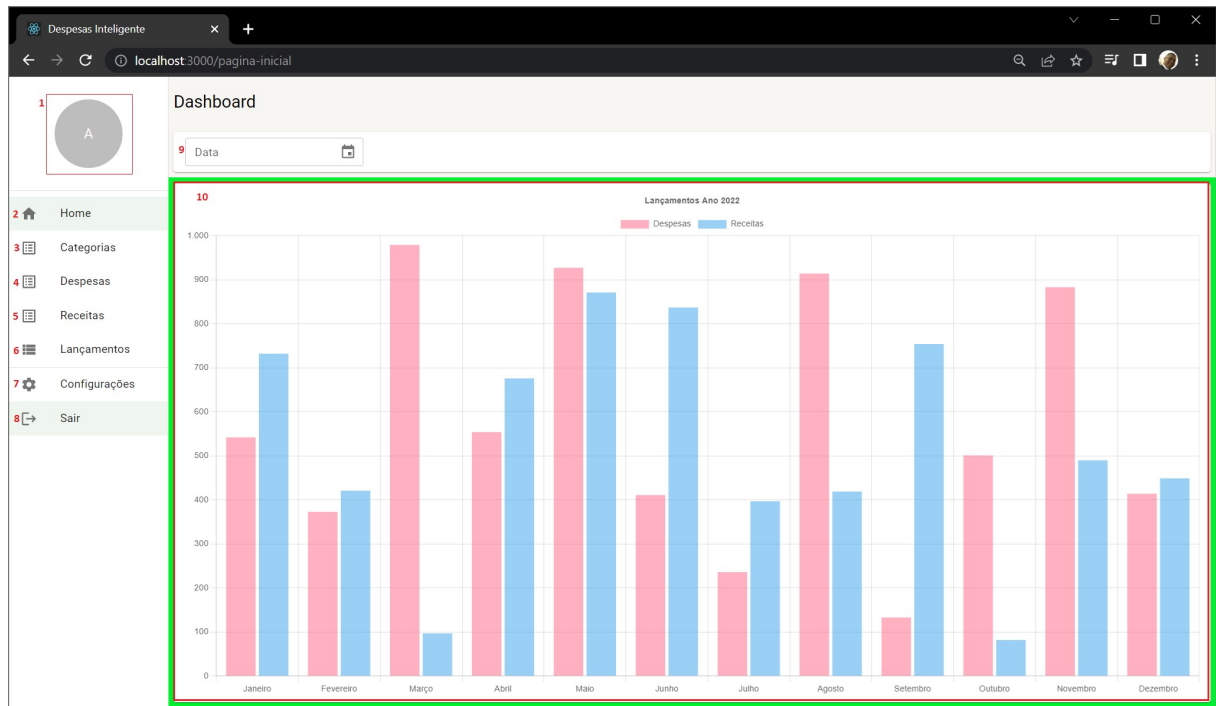 Despesas Inteligente
localhost:3000/pagina-inicial
1
A
Dashboard
9 Data
2 Home
3 Categorias
4 Despesas
5 Receitas
6 Lançamentos
7 Configurações
8 Sair
10
Lançamentos Ano 2022
Despesas Receitas
1.000
900
800
700
600
500
400
300
200
100
0
Janeiro Fevereiro Março Abril Maio Junho Julho Agosto Setembro Outubro Novembro Dezembro